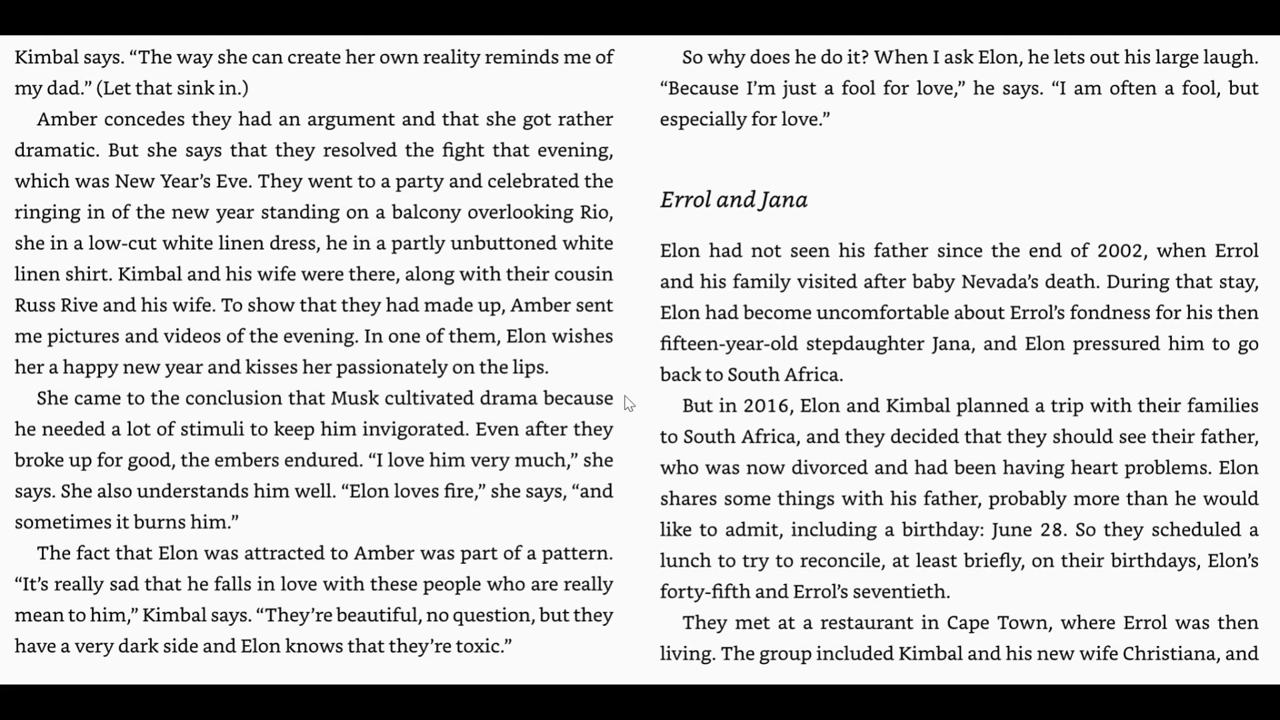 Kimbal says. “The way she can create her own reality reminds me of
my dad.” (Let that sink in.)
Amber concedes they had an argument and that she got rather
dramatic. But she says that they resolved the fight that evening,
which was New Year’s Eve. They went to a party and celebrated the
ringing in of the new year standing on a balcony overlooking Rio,
she in a low-cut white linen dress, he in a partly unbuttoned white
linen shirt. Kimbal and his wife were there, along with their cousin
Russ Rive and his wife. To show that they had made up, Amber sent
me pictures and videos of the evening. In one of them, Elon wishes
her a happy new year and kisses her passionately on the lips.
She came to the conclusion that Musk cultivated drama because
he needed a lot of stimuli to keep him invigorated. Even after they
broke up for good, the embers endured. “I love him very much,” she
says. She also understands him well. “Elon loves fire,” she says, “and
sometimes it burns him.”
The fact that Elon was attracted to Amber was part of a pattern.
“It’s really sad that he falls in love with these people who are really
mean to him,” Kimbal says. “They’re beautiful, no question, but they
have a very dark side and Elon knows that they’re toxic.”
So why does he do it? When I ask Elon, he lets out his large laugh.
“Because I’m just a fool for love,” he says. “I am often a fool, but
especially for love.”
Errol and Jana
Elon had not seen his father since the end of 2002, when Errol
and his family visited after baby Nevada’s death. During that stay,
Elon had become uncomfortable about Errol’s fondness for his then
fifteen-year-old stepdaughter Jana, and Elon pressured him to go
back to South Africa.
But in 2016, Elon and Kimbal planned a trip with their families
to South Africa, and they decided that they should see their father,
who was now divorced and had been having heart problems. Elon
shares some things with his father, probably more than he would
like to admit, including a birthday: June 28. So they scheduled a
lunch to try to reconcile, at least briefly, on their birthdays, Elon’s
forty-fifth and Errol’s seventieth.
They met at a restaurant in Cape Town, where Errol was then
living. The group included Kimbal and his new wife Christiana, and